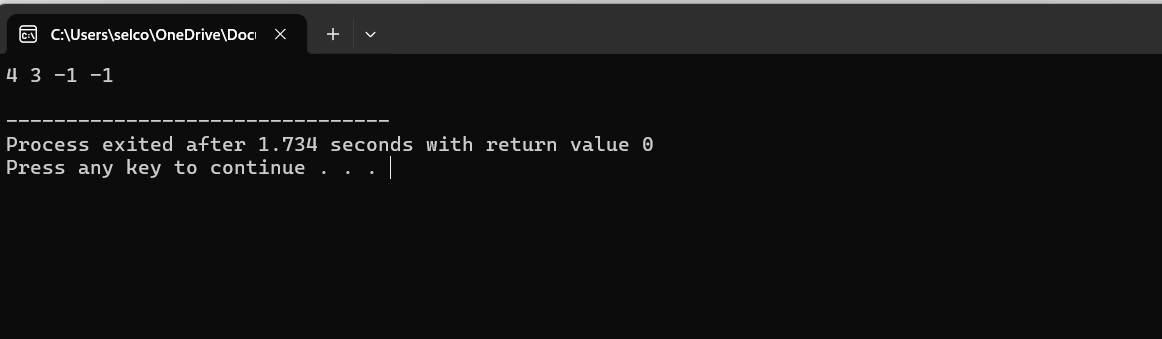 C:\Users\selco\OneDrive\Doc
4 3 -1 -1
--------------------------------
Process exited after 1.734 seconds with return value 0
Press any key to continue . . .